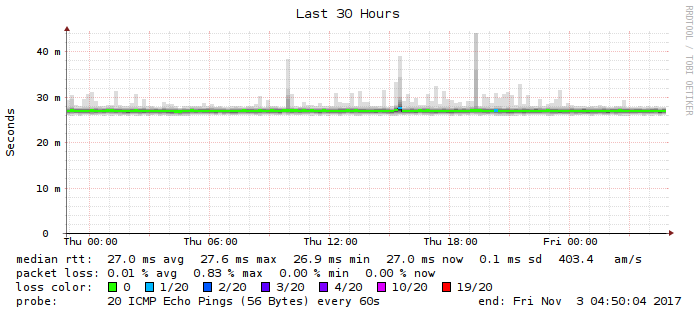 Last 30 Hours
RRDTOOL / TOBI OETIKER
Seconds
40 m
30 m
20 m
10 m
0
Thu 00:00 Thu 06:00 Thu 12:00 Thu 18:00 Fri 00:00
median rtt: 27.0 ms avg 27.6 ms max 26.9 ms min 27.0 ms now 0.1 ms sd 403.4 am/s
packet loss: 0.01 % avg 0.83 % max 0.00 % min 0.00 % now
loss color: 0 1/20 2/20 3/20 4/20 10/20 19/20
probe: 20 ICMP Echo Pings (56 Bytes) every 60s end: Fri Nov 3 04:50:04 2017